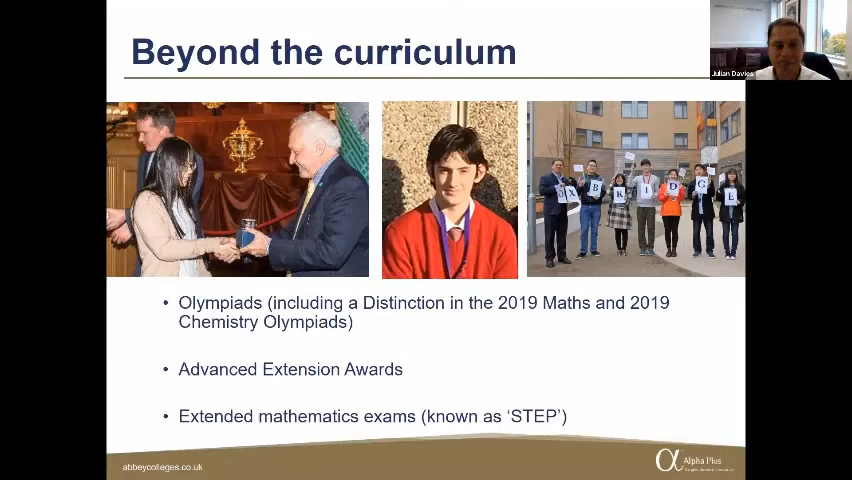 Beyond the curriculum
Julian Davies
OXBRIDGE
• Olympiads (including a Distinction in the 2019 Maths and 2019
Chemistry Olympiads)
• Advanced Extension Awards
• Extended mathematics exams (known as ‘STEP’)
abbeycolleges.co.uk
Alpha Plus